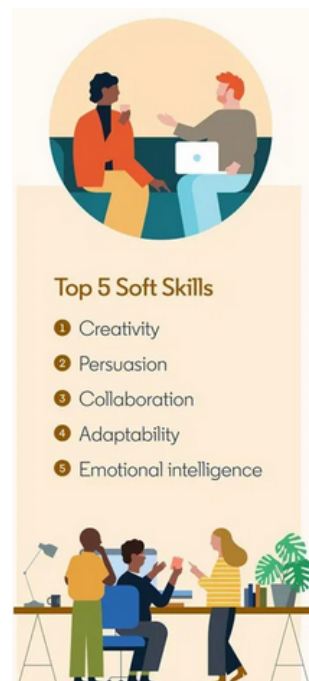 Top 5 Soft Skills
1 Creativity
2 Persuasion
3 Collaboration
4 Adaptability
5 Emotional intelligence